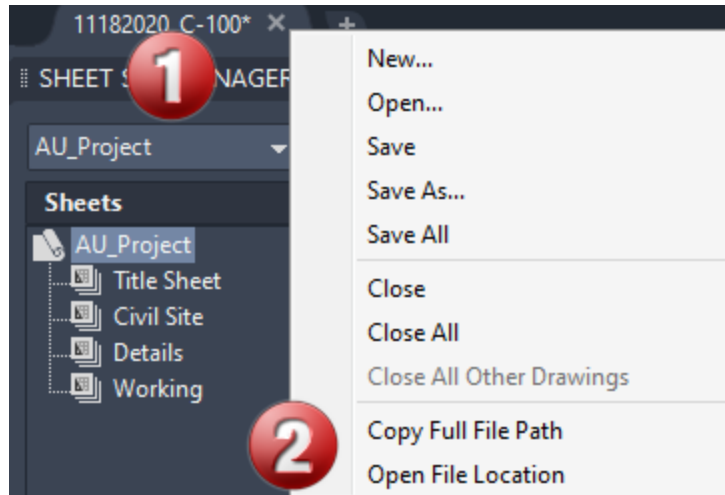 11182020_C-100*
SHEET S NAGER
1
AU_Project
Sheets
AU_Project
Title Sheet
Civil Site
Details
Working
New...
Open...
Save
Save As...
Save All
Close
Close All
Close All Other Drawings
2
Copy Full File Path
Open File Location